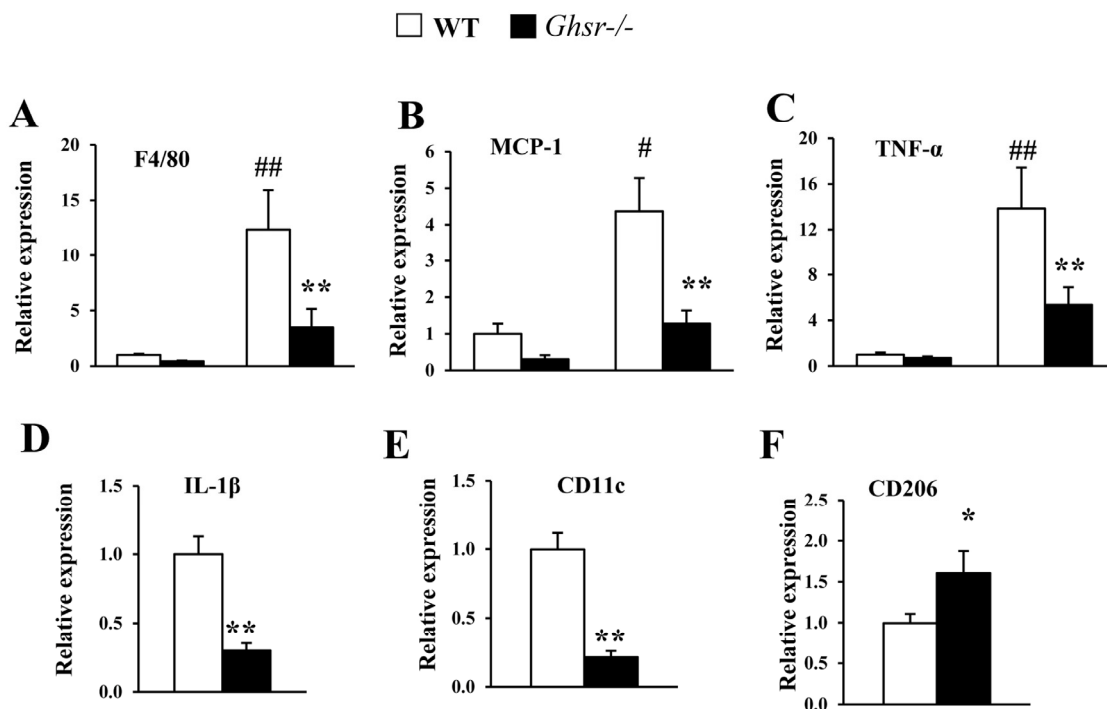 WT Ghsr-/-
A
F4/80
Relative expression
20
15
10
5
0
##
**
B
MCP-1
Relative expression
6
5
4
3
2
1
0
#
**
C
TNF-α
Relative expression
20
16
12
8
4
0
##
**
D
IL-1β
Relative expression
1.5
1.0
0.5
0.0
**
E
CD11c
Relative expression
1.5
1.0
0.5
0.0
**
F
CD206
Relative expression
2.5
2.0
1.5
1.0
0.5
0.0
*